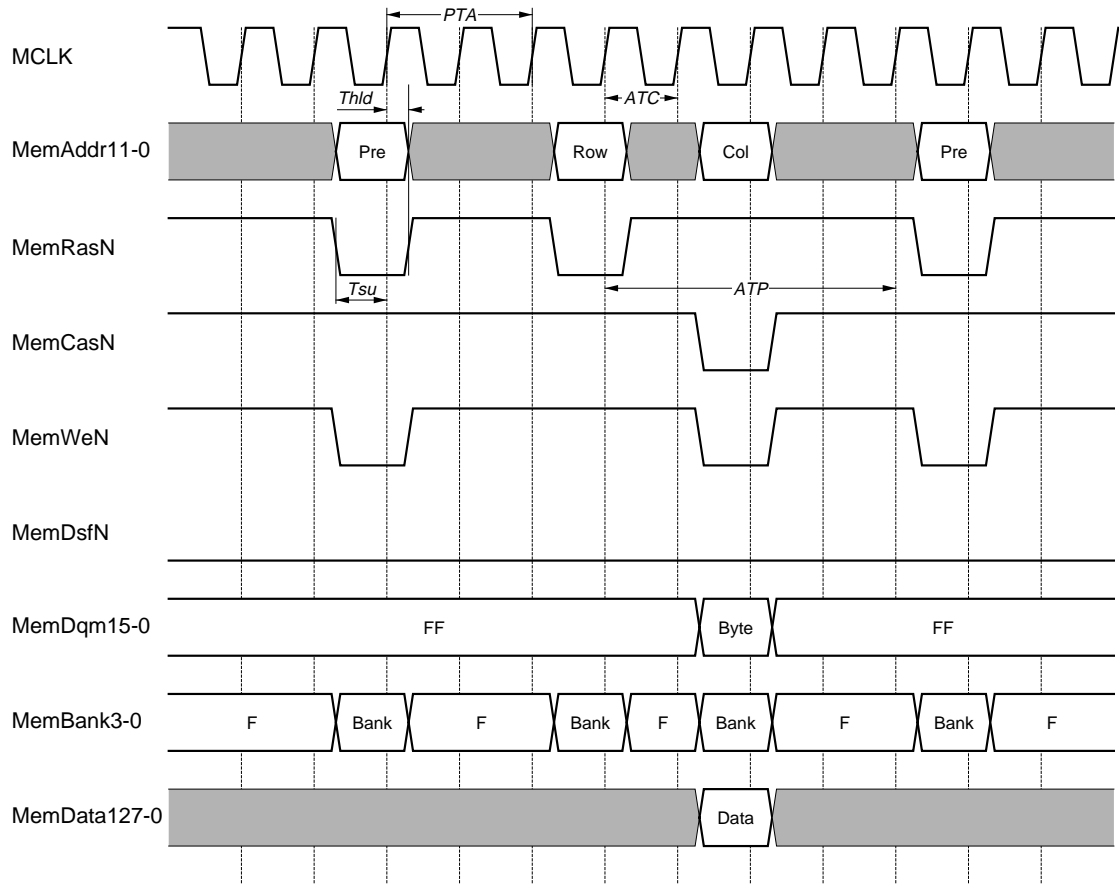 PTA
MCLK
Thld
ATC
MemAddr11-0
Pre
Row
Col
Pre
MemRasN
Tsu
ATP
MemCasN
MemWeN
MemDsfN
MemDqm15-0
FF
Byte
FF
MemBank3-0
F
Bank
F
Bank
F
Bank
F
Bank
F
MemData127-0
Data